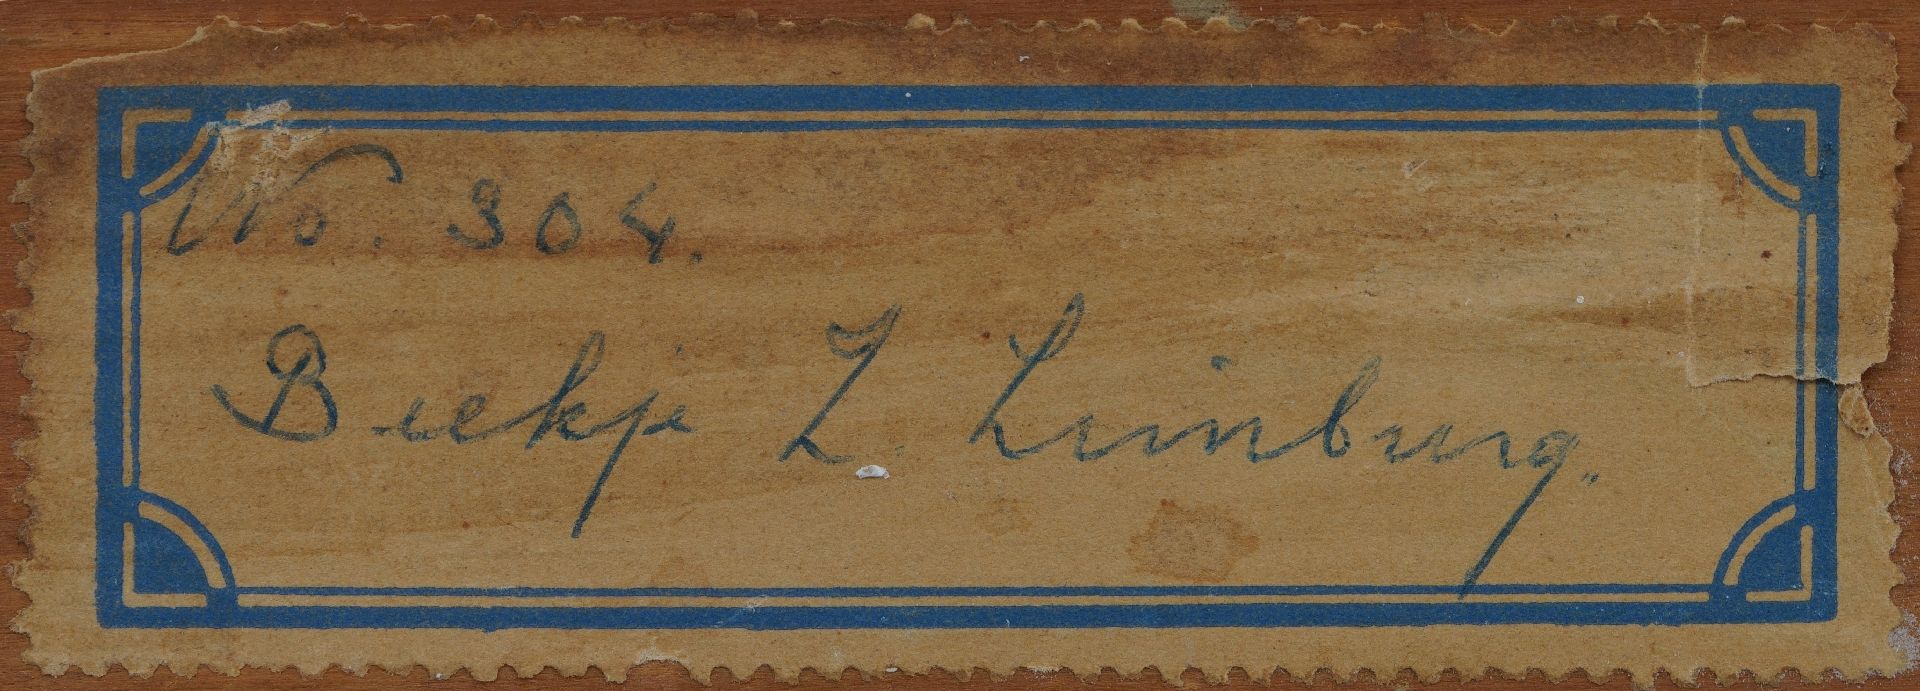 No. 304.
Beekje Z. Limburg.